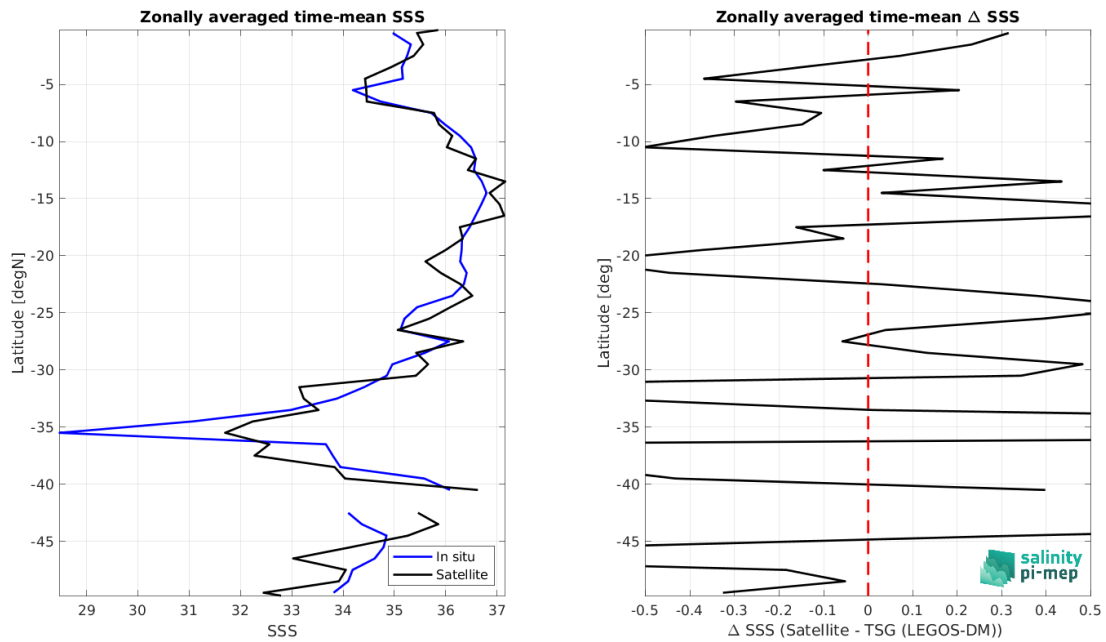 Zonally averaged time-mean SSS
-5
-10
-15
-20
-25
-30
-35
-40
-45
Latitude [degN]
29 30 31 32 33 34 35 36 37
SSS
In situ
Satellite
Zonally averaged time-mean Δ SSS
-5
-10
-15
-20
-25
-30
-35
-40
-45
Latitude [deg]
-0.5 -0.4 -0.3 -0.2 -0.1 0 0.1 0.2 0.3 0.4 0.5
Δ SSS (Satellite - TSG (LEGOS-DM))
salinity
pi-mep